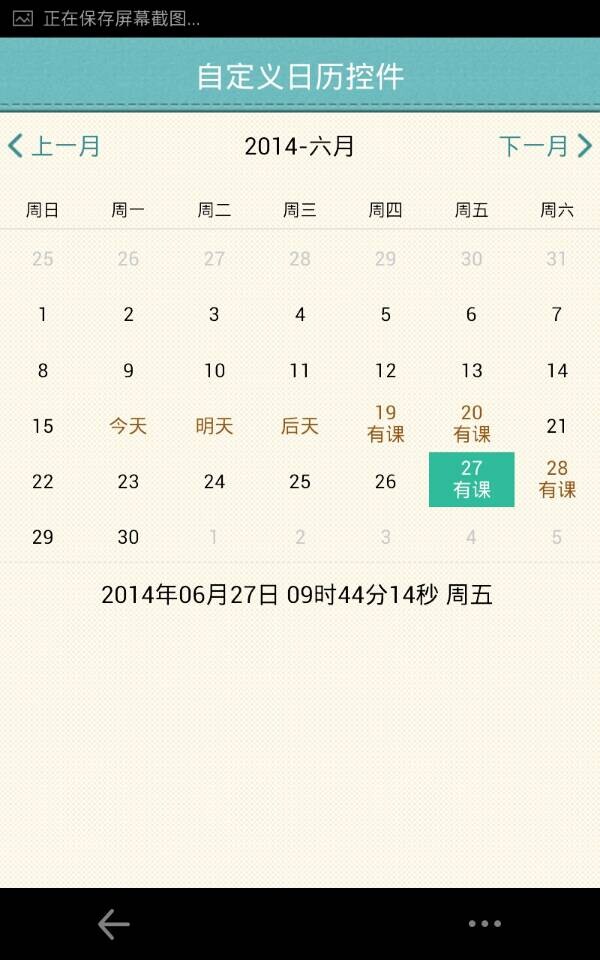 正在保存屏幕截图...
自定义日历控件
上一月 2014-六月 下一月
周日 周一 周二 周三 周四 周五 周六
25 26 27 28 29 30 31
1 2 3 4 5 6 7
8 9 10 11 12 13 14
15 今天 明天 后天 19 有课 20 有课 21
22 23 24 25 26 27 有课 28 有课
29 30 1 2 3 4 5
2014年06月27日 09时44分14秒 周五